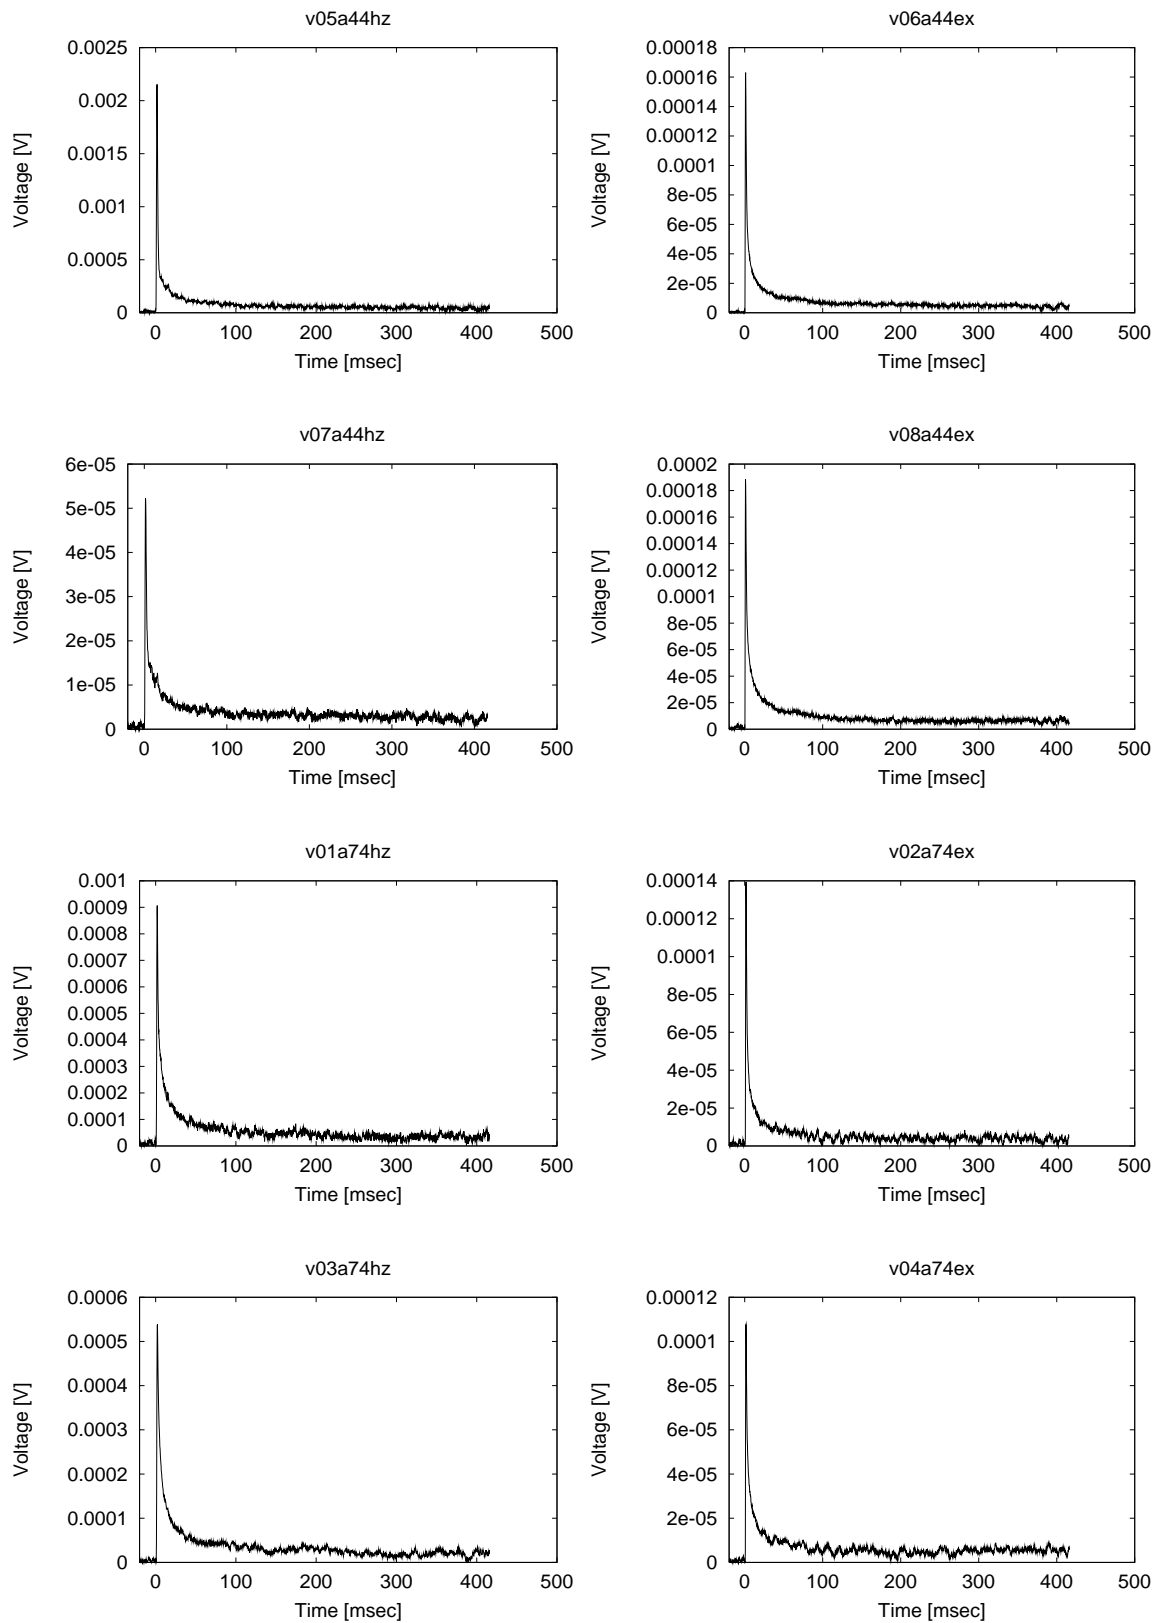 v05a44hz
0.0025
0.002
0.0015
0.001
0.0005
0
Voltage [V]
0 100 200 300 400 500
Time [msec]
v06a44ex
0.00018
0.00016
0.00014
0.00012
0.0001
8e-05
6e-05
4e-05
2e-05
0
Voltage [V]
0 100 200 300 400 500
Time [msec]
v07a44hz
6e-05
5e-05
4e-05
3e-05
2e-05
1e-05
0
Voltage [V]
0 100 200 300 400 500
Time [msec]
v08a44ex
0.0002
0.00018
0.00016
0.00014
0.00012
0.0001
8e-05
6e-05
4e-05
2e-05
0
Voltage [V]
0 100 200 300 400 500
Time [msec]
v01a74hz
0.001
0.0009
0.0008
0.0007
0.0006
0.0005
0.0004
0.0003
0.0002
0.0001
0
Voltage [V]
0 100 200 300 400 500
Time [msec]
v02a74ex
0.00014
0.00012
0.0001
8e-05
6e-05
4e-05
2e-05
0
Voltage [V]
0 100 200 300 400 500
Time [msec]
v03a74hz
0.0006
0.0005
0.0004
0.0003
0.0002
0.0001
0
Voltage [V]
0 100 200 300 400 500
Time [msec]
v04a74ex
0.00012
0.0001
8e-05
6e-05
4e-05
2e-05
0
Voltage [V]
0 100 200 300 400 500
Time [msec]